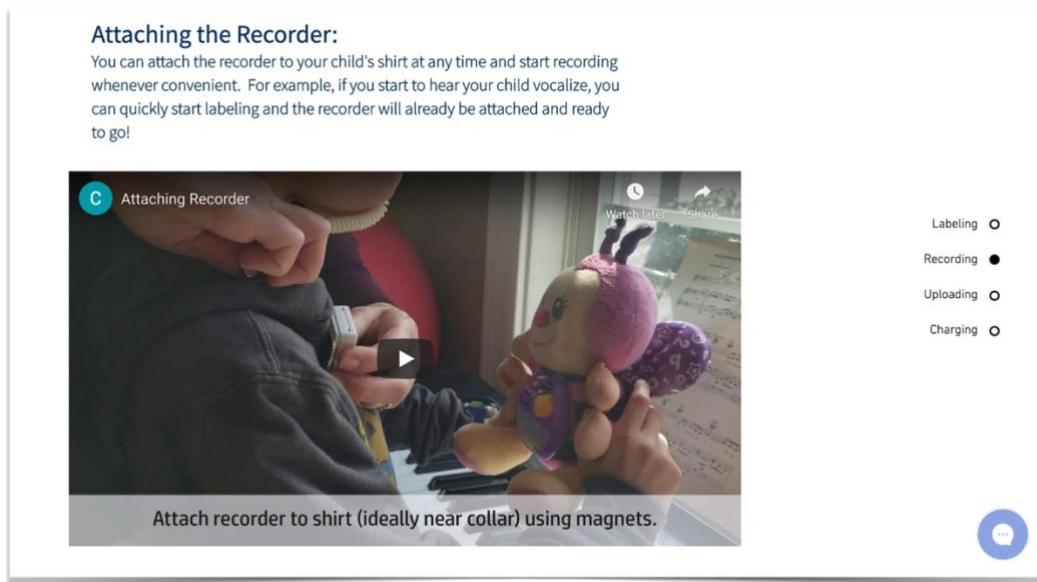 Attaching the Recorder:
You can attach the recorder to your child's shirt at any time and start recording
whenever convenient.  For example, if you start to hear your child vocalize, you
can quickly start labeling and the recorder will already be attached and ready
to go!
C Attaching Recorder
Watch later Share
Attach recorder to shirt (ideally near collar) using magnets.
Labeling
Recording
Uploading
Charging